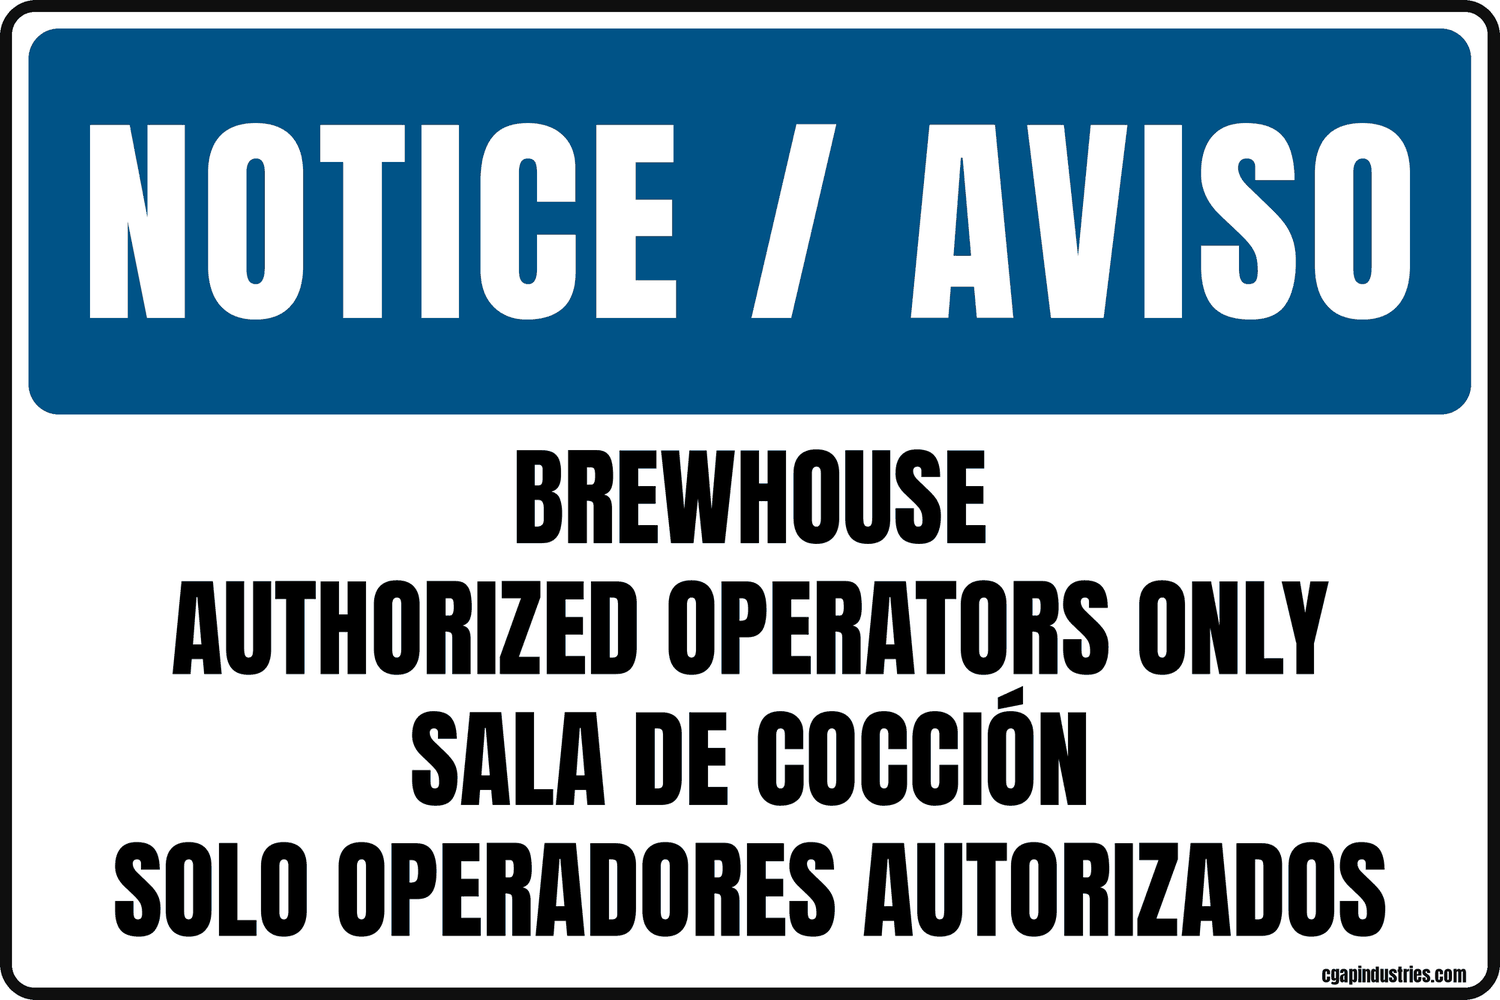 NOTICE / AVISO
BREWHOUSE
AUTHORIZED OPERATORS ONLY
SALA DE COCCIÓN
SOLO OPERADORES AUTORIZADOS
cgapindustries.com